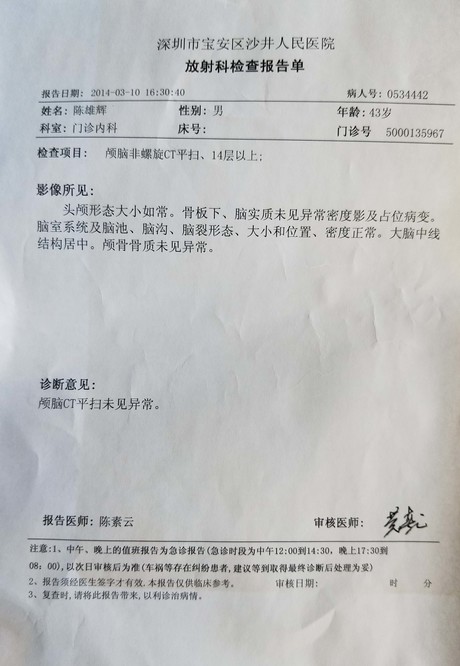 深圳市宝安区沙井人民医院
放射科检查报告单
报告日期: 2014-03-10 16:30:40 病人号: 0534442
姓名: 陈雄辉 性别: 男 年龄: 43岁
科室: 门诊内科 床号: 门诊号 5000135967
检查项目: 颅脑非螺旋CT平扫、14层以上;
影像所见:
头颅形态大小如常。骨板下、脑实质未见异常密度影及占位病变。
脑室系统及脑池、脑沟、脑裂形态、大小和位置、密度正常。大脑中线
结构居中。颅骨骨质未见异常。
诊断意见:
颅脑CT平扫未见异常。
报告医师: 陈素云 审核医师:
注意:1、中午、晚上的值班报告为急诊报告(急诊时段为中午12:00到14:30, 晚上17:30到
08: 00),以次日审核后为准(车祸等存在纠纷患者,建议等到取得最终诊断后处理为妥)
2、报告须经医生签字才有效.本报告仅供临床参考。 审核日期: 时 分
3、复查时,请将此报告带来,以利诊治病情。